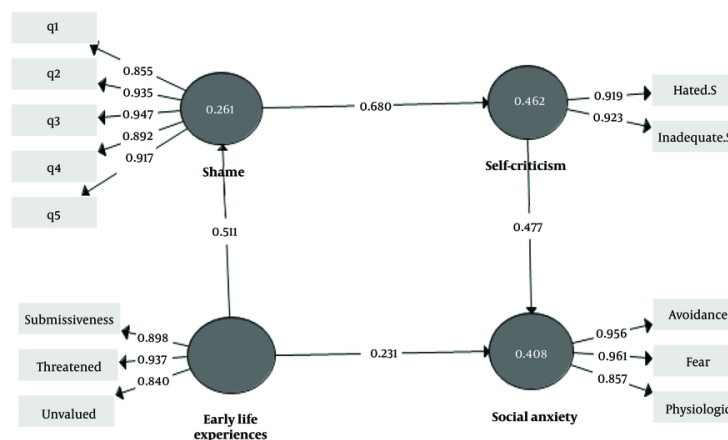 q1
q2
q3
q4
q5
0.855
0.935
0.947
0.892
0.917
0.261
Shame
0.680
0.462
Self-criticism
0.919
0.923
Hated.S
Inadequate.S
0.511
0.477
Submissiveness
Threatened
Unvalued
0.898
0.937
0.840
Early life
experiences
0.231
0.408
Social anxiety
0.956
0.961
0.857
Avoidance
Fear
Physiologic